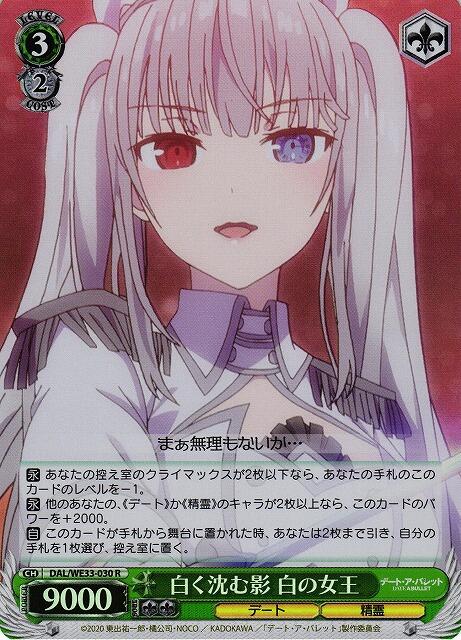 LEVEL
3
2
COST
まぁ無理もないが…
永 あなたの控え室のクライマックスが2枚以下なら、あなたの手札のこの
カードのレベルを－1。
永 他のあなたの、《デート》か《精霊》のキャラが2枚以上なら、このカードのパ
ワーを＋2000。
自 このカードが手札から舞台に置かれた時、あなたは2枚まで引き、自分の
手札を1枚選び、控え室に置く。
CH DAL/WE33-030 R
9000
白く沈む影 白の女王
デート・ア・バレット
DATE A BULLET
デート 精霊
©2020 東出祐一郎・橘公司・NOCO ／ KADOKAWA ／「デート・ア・バレット」製作委員会